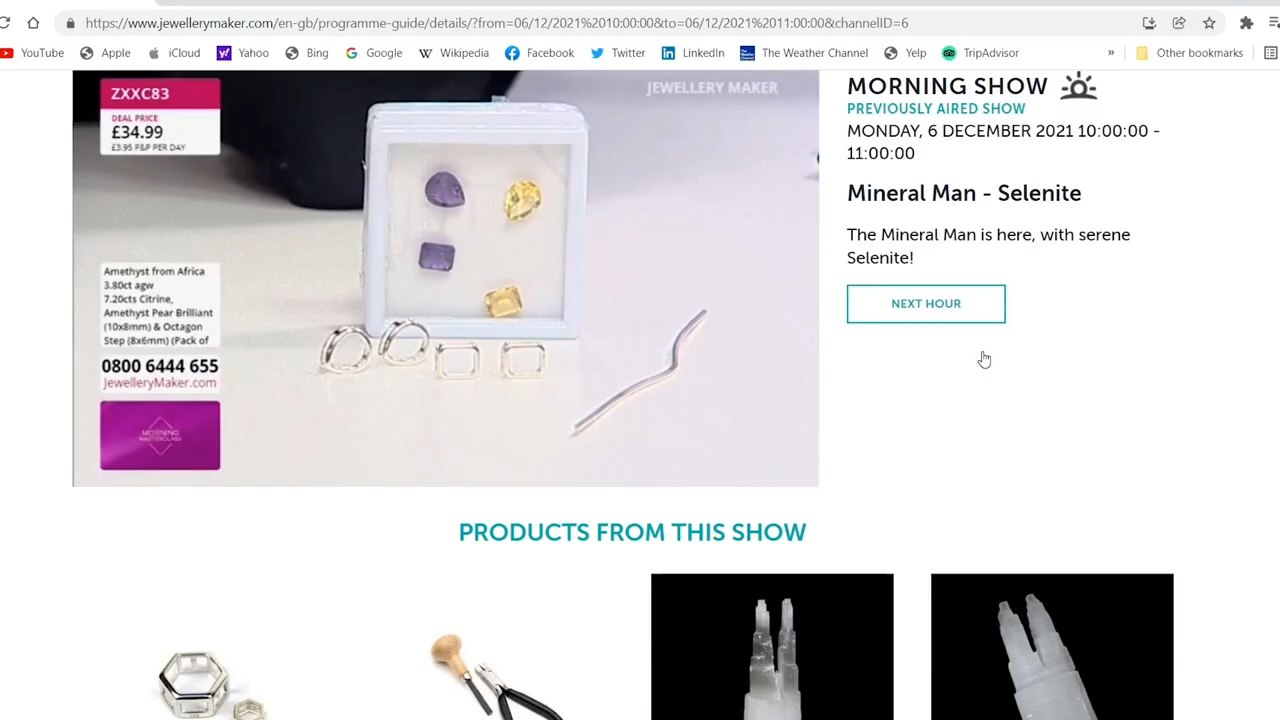 https://www.jewellerymaker.com/en-gb/programme-guide/details/?from=06/12/2021%2010:00:00&to=06/12/2021%2011:00:00&channelID=6
YouTube Apple iCloud Yahoo Bing Google Wikipedia Facebook Twitter LinkedIn The Weather Channel Yelp TripAdvisor » Other bookmarks
ZXXC83
DEAL PRICE
£34.99
£3.95 P&P PER DAY
JEWELLERY MAKER
Amethyst from Africa
3.80ct agw
7.20cts Citrine,
Amethyst Pear Brilliant
(10x8mm) & Octagon
Step (8x6mm) (Pack of
0800 6444 655
JewelleryMaker.com
MORNING
MASTERCLASS
MORNING SHOW
PREVIOUSLY AIRED SHOW
MONDAY, 6 DECEMBER 2021 10:00:00 -
11:00:00
Mineral Man - Selenite
The Mineral Man is here, with serene
Selenite!
NEXT HOUR
PRODUCTS FROM THIS SHOW